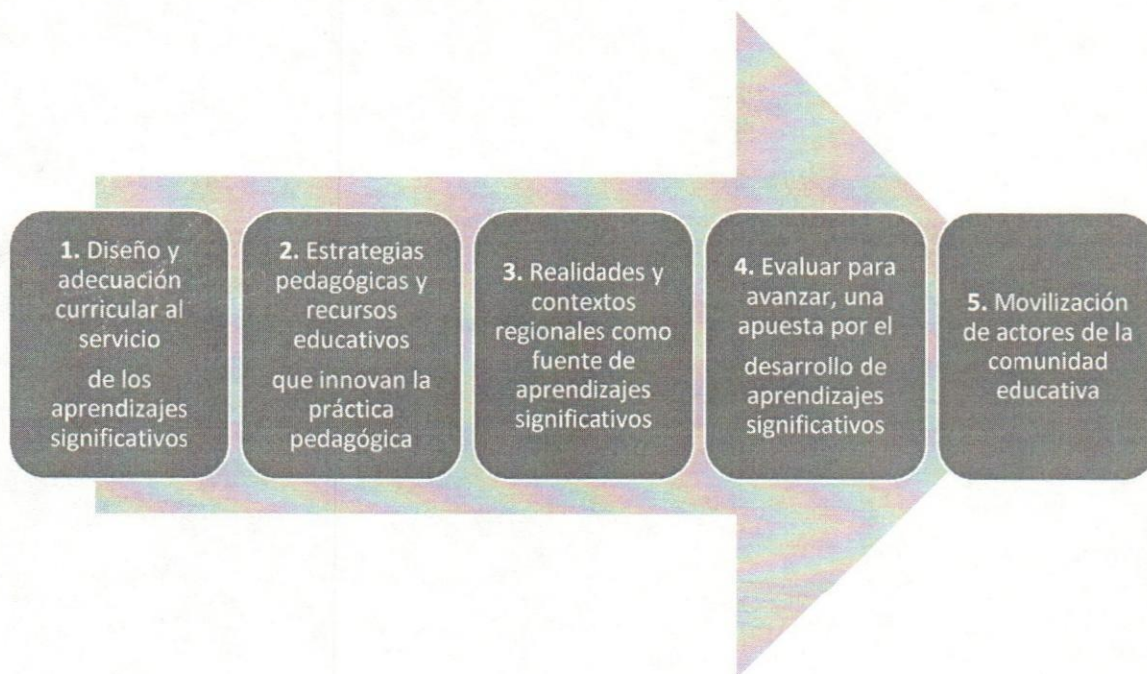 1. Diseño y
adecuación
curricular al
servicio
de los
aprendizajes
significativos
2. Estrategias
pedagógicas y
recursos
educativos
que innovan la
práctica
pedagógica
3. Realidades y
contextos
regionales como
fuente de
aprendizajes
significativos
4. Evaluar para
avanzar, una
apuesta por el
desarrollo de
aprendizajes
significativos
5. Movilización
de actores de la
comunidad
educativa